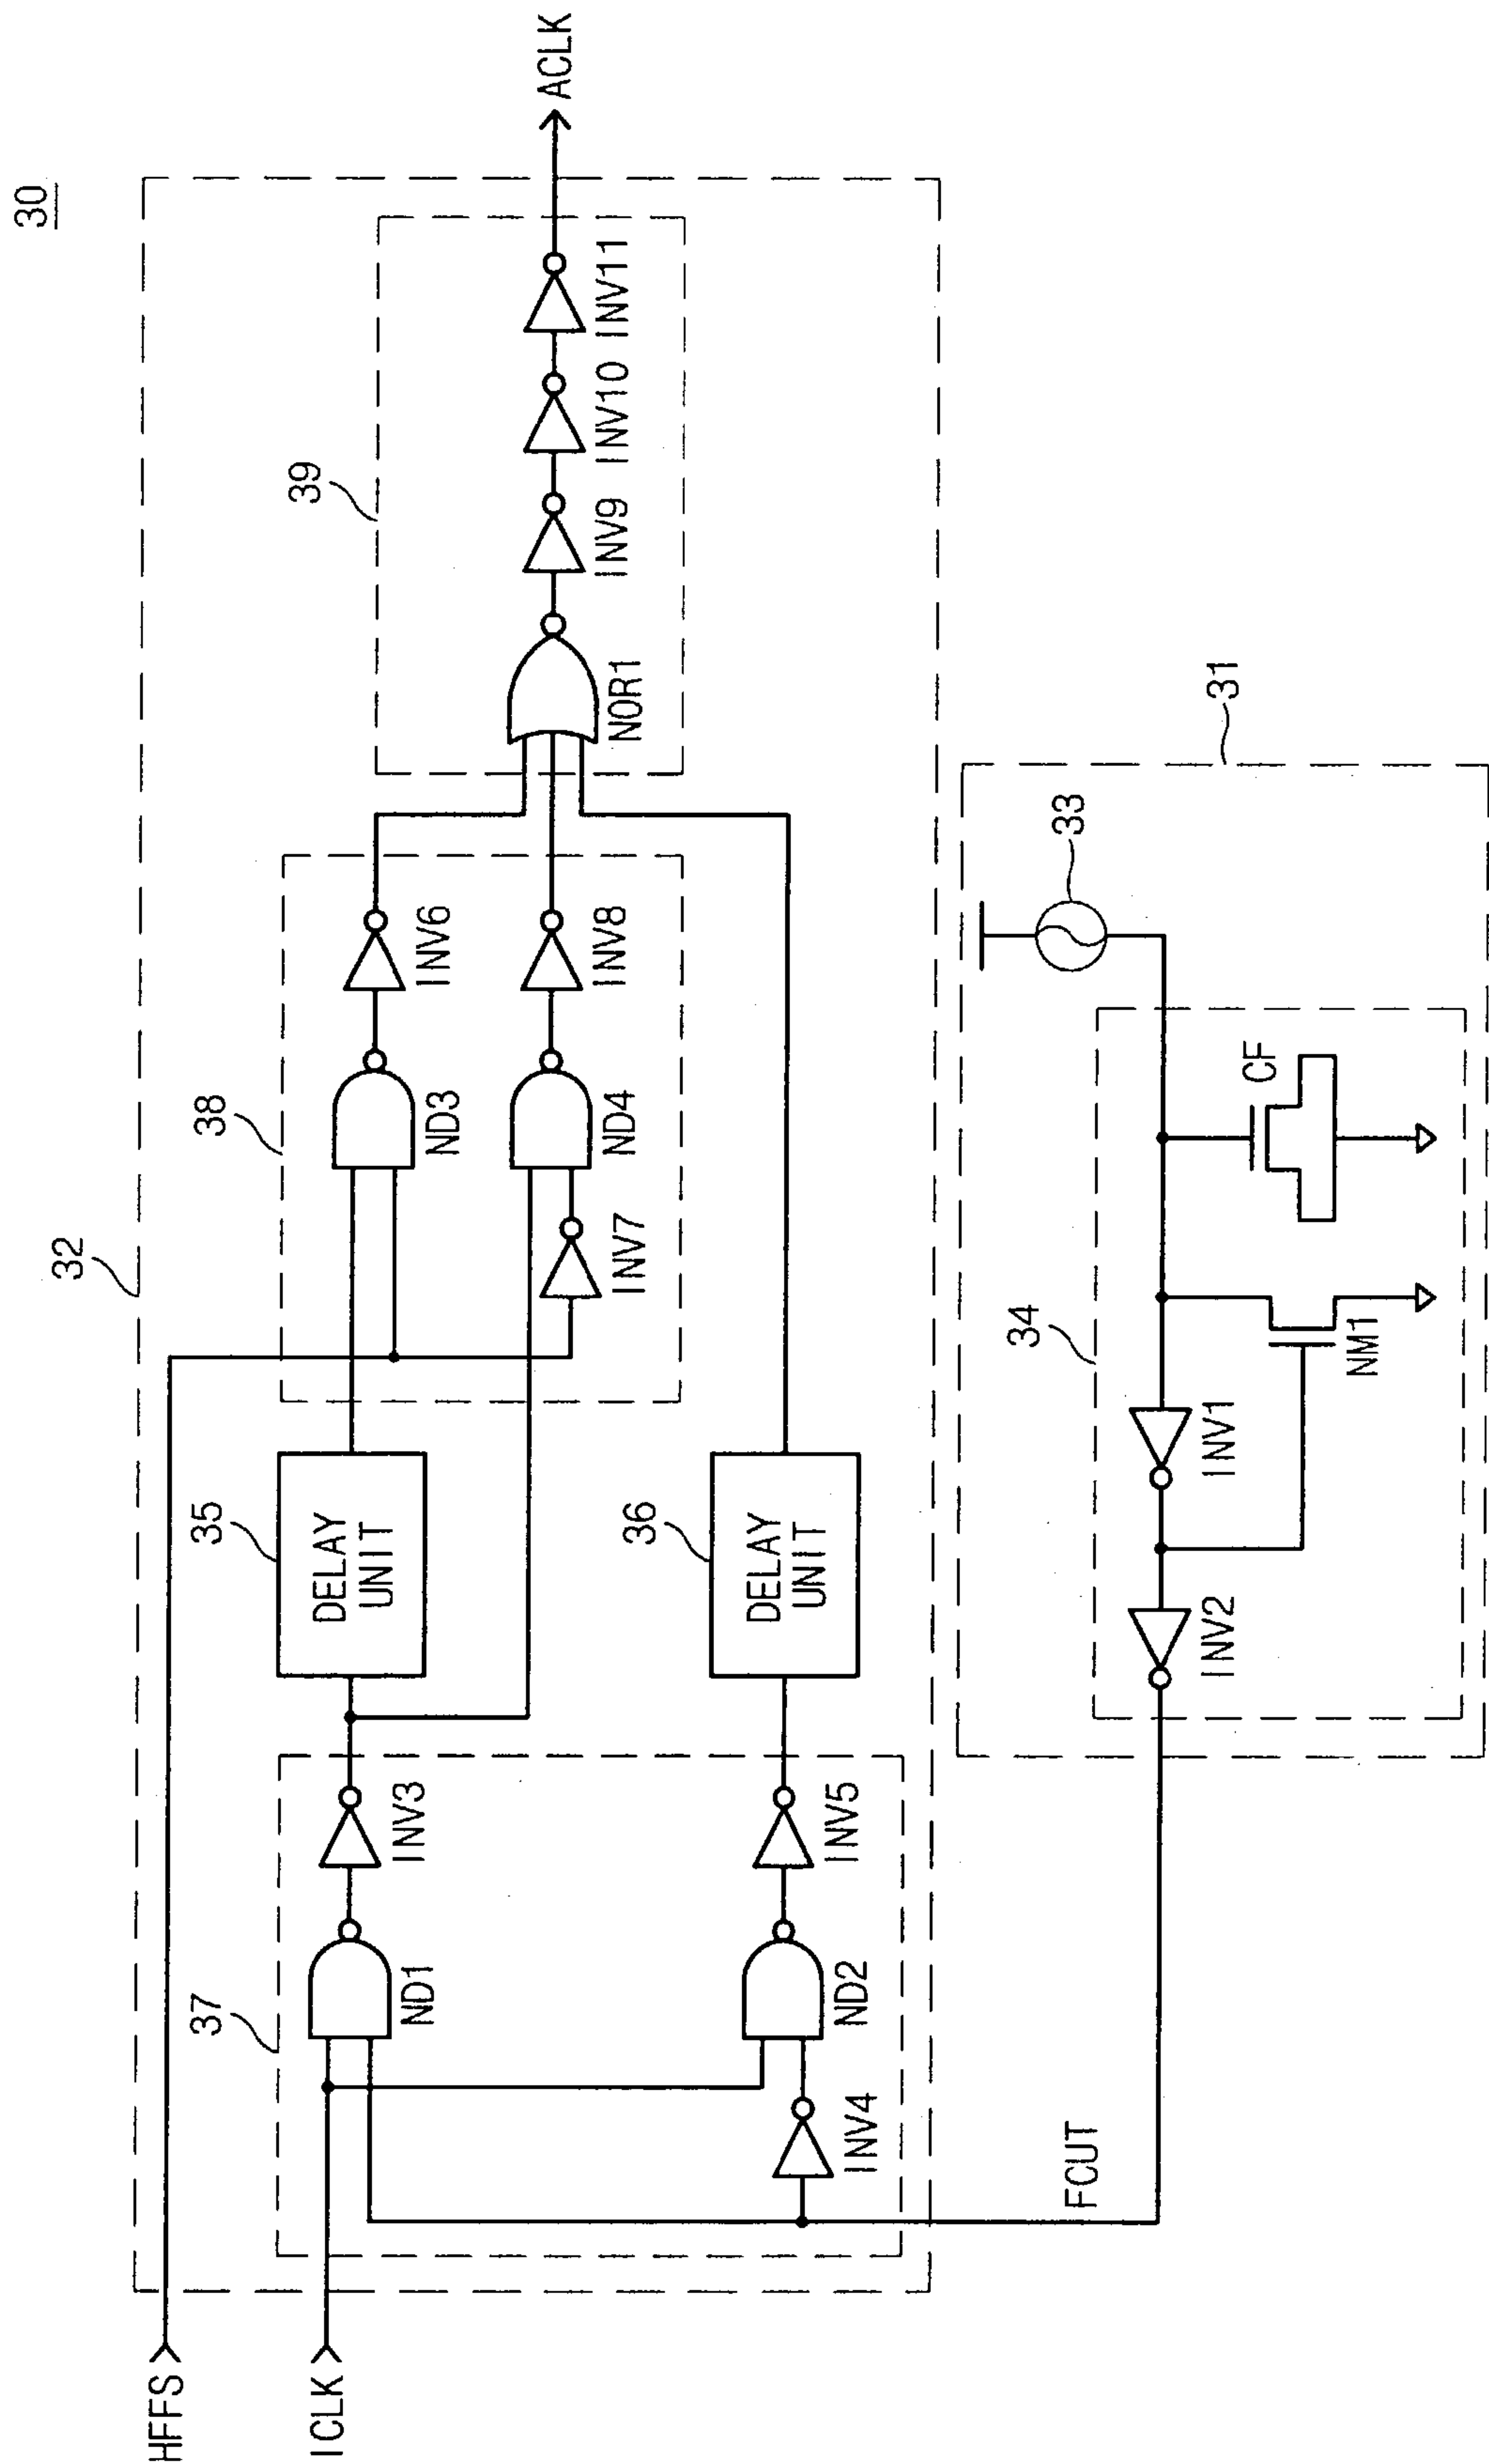 30
32
HFFS
ICLK
ACLK
37
ND1
INV3
ND2
INV5
INV4
35
DELAY
UNIT
36
DELAY
UNIT
38
ND3
INV6
ND4
INV8
INV7
39
NOR1
INV9
INV10
INV11
FCUT
31
33
34
INV2
INV1
NM1
CF